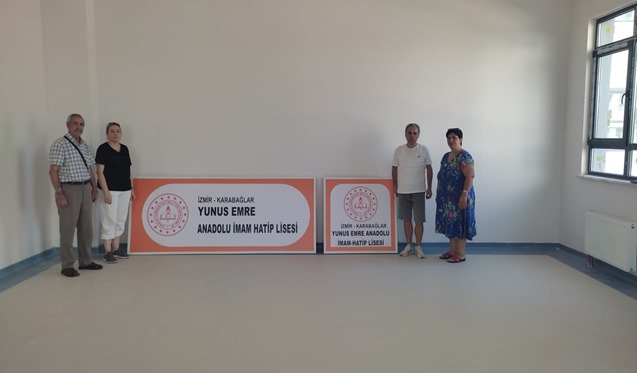 İZMİR - KARABAĞLAR
YUNUS EMRE
ANADOLU İMAM HATİP LİSESİ
İZMİR - KARABAĞLAR
YUNUS EMRE ANADOLU
İMAM-HATİP LİSESİ